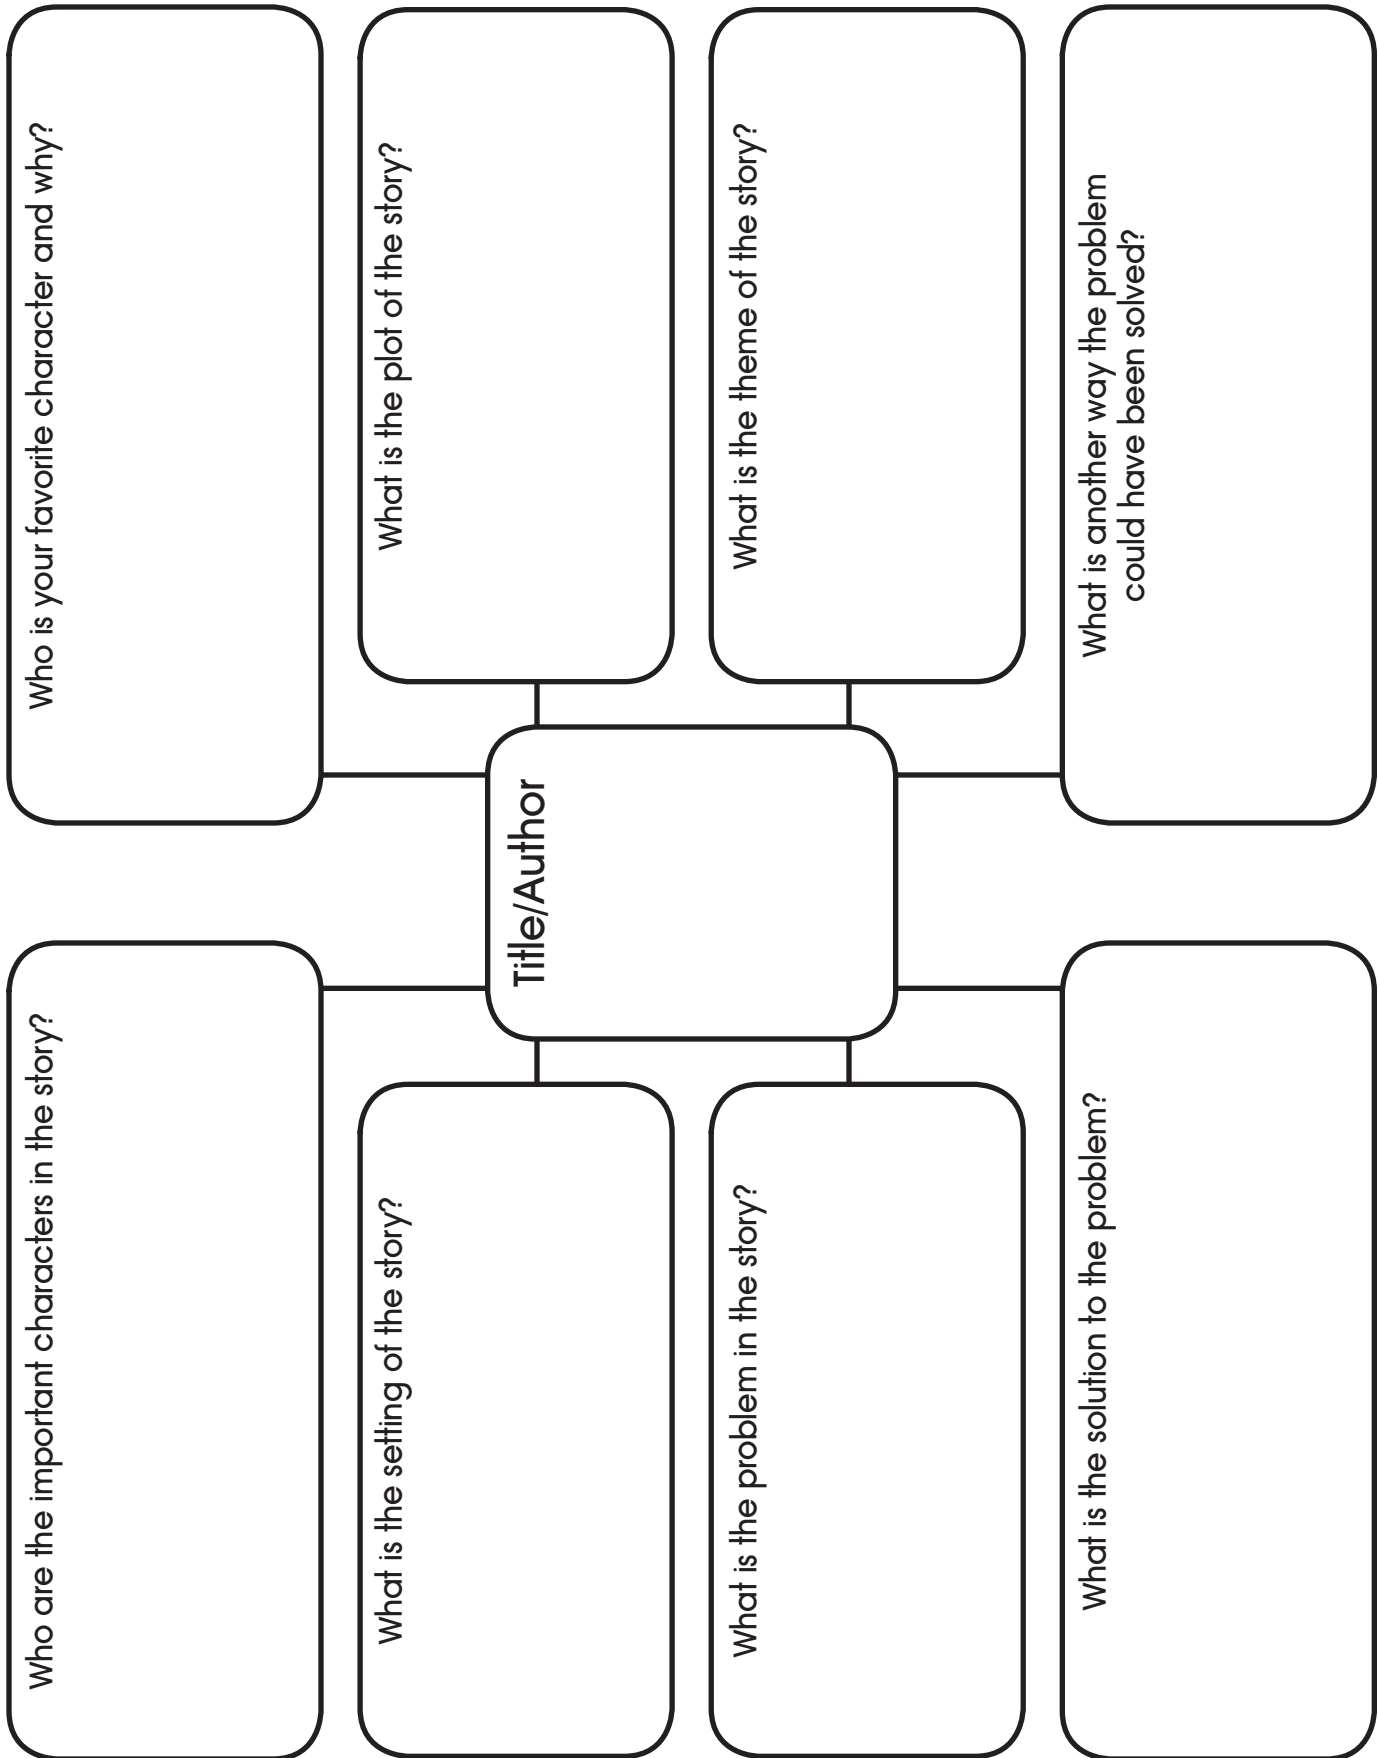 Who are the important characters in the story?
Who is your favorite character and why?
What is the setting of the story?
What is the plot of the story?
Title/Author
What is the problem in the story?
What is the theme of the story?
What is the solution to the problem?
What is another way the problem
could have been solved?